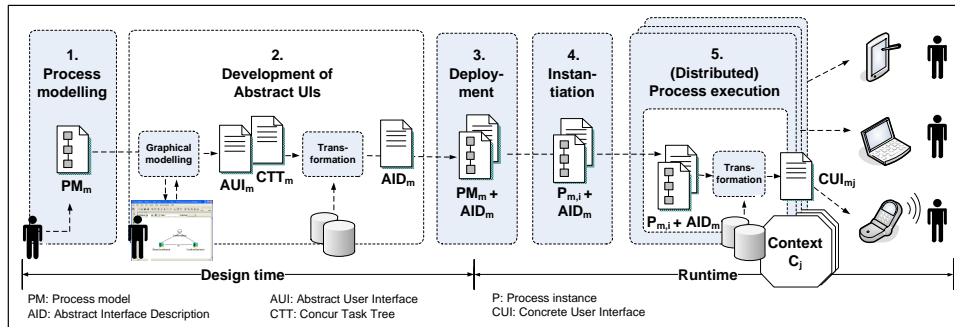 1.
Process
modelling
PMm
2.
Development of
Abstract UIs
Graphical
modelling
AUIm
CTTm
Trans-
formation
AIDm
3.
Deploy-
ment
PMm +
AIDm
4.
Instan-
tiation
Pm,i +
AIDm
5.
(Distributed)
Process execution
Pm,i + AIDm
Trans-
formation
CUImj
Context
Cj
Design time
Runtime
PM: Process model
AID: Abstract Interface Description
AUI: Abstract User Interface
CTT: Concur Task Tree
P: Process instance
CUI: Concrete User Interface